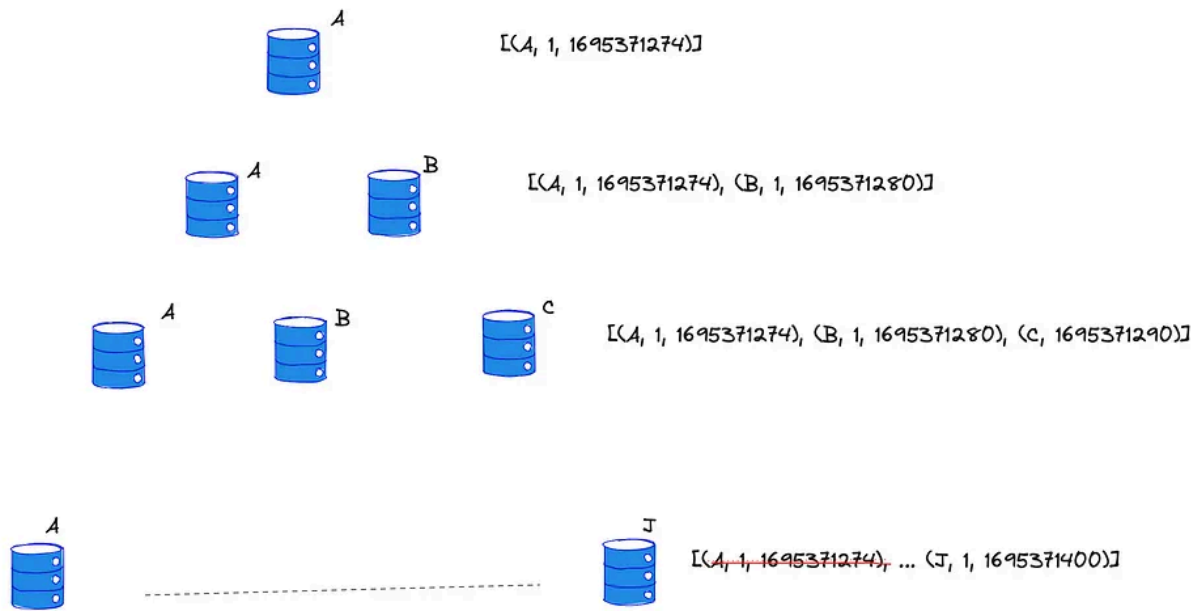 A
[(A, 1, 1695371274)]
A
B
[(A, 1, 1695371274), (B, 1, 1695371280)]
A
B
C
[(A, 1, 1695371274), (B, 1, 1695371280), (C, 1695371290)]
A
J
[(A, 1, 1695371274), ... (J, 1, 1695371400)]